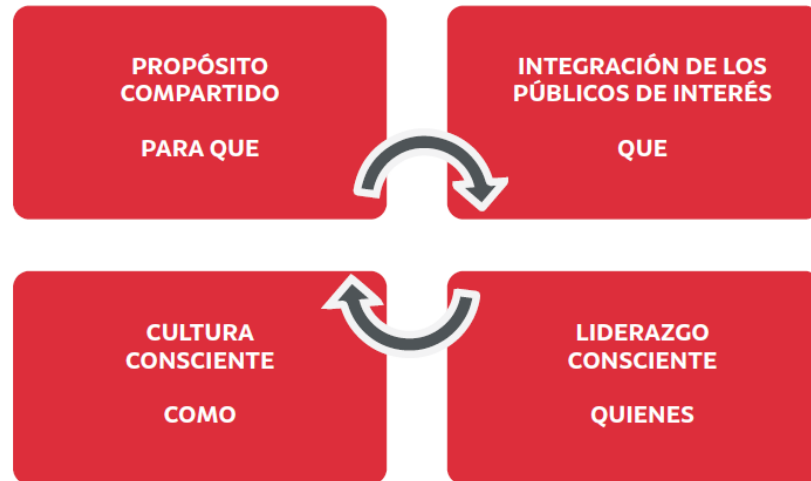 PROPÓSITO
COMPARTIDO
PARA QUE
INTEGRACIÓN DE LOS
PÚBLICOS DE INTERÉS
QUE
CULTURA
CONSCIENTE
COMO
LIDERAZGO
CONSCIENTE
QUIENES